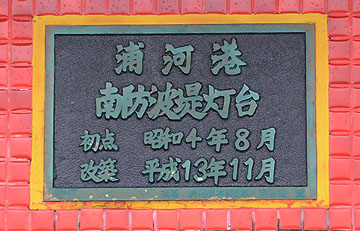 浦河港
南防波堤灯台
初点 昭和4年8月
改築 平成13年11月